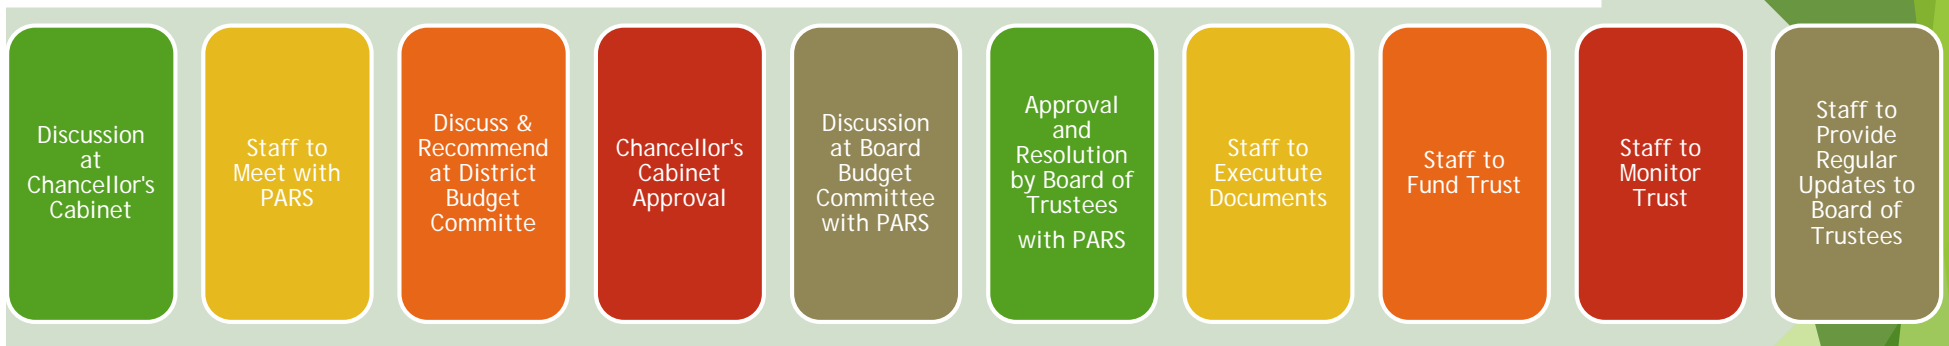 Discussion
at
Chancellor's
Cabinet
Staff to
Meet with
PARS
Discuss &
Recommend
at District
Budget
Committe
Chancellor's
Cabinet
Approval
Discussion
at Board
Budget
Committee
with PARS
Approval
and
Resolution
by Board of
Trustees
with PARS
Staff to
Executute
Documents
Staff to
Fund Trust
Staff to
Monitor
Trust
Staff to
Provide
Regular
Updates to
Board of
Trustees